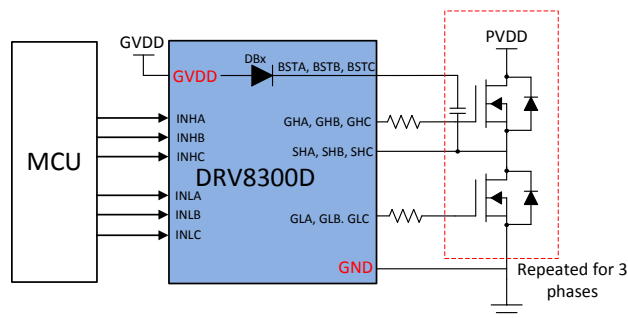 GVDD
DBx
BSTA, BSTB, BSTC
PVDD
GVDD
INHA
GHA, GHB, GHC
INHB
MCU
INHC
SHA, SHB, SHC
DRV8300D
INLA
INLB
GLA, GLB. GLC
INLC
GND
Repeated for 3
phases